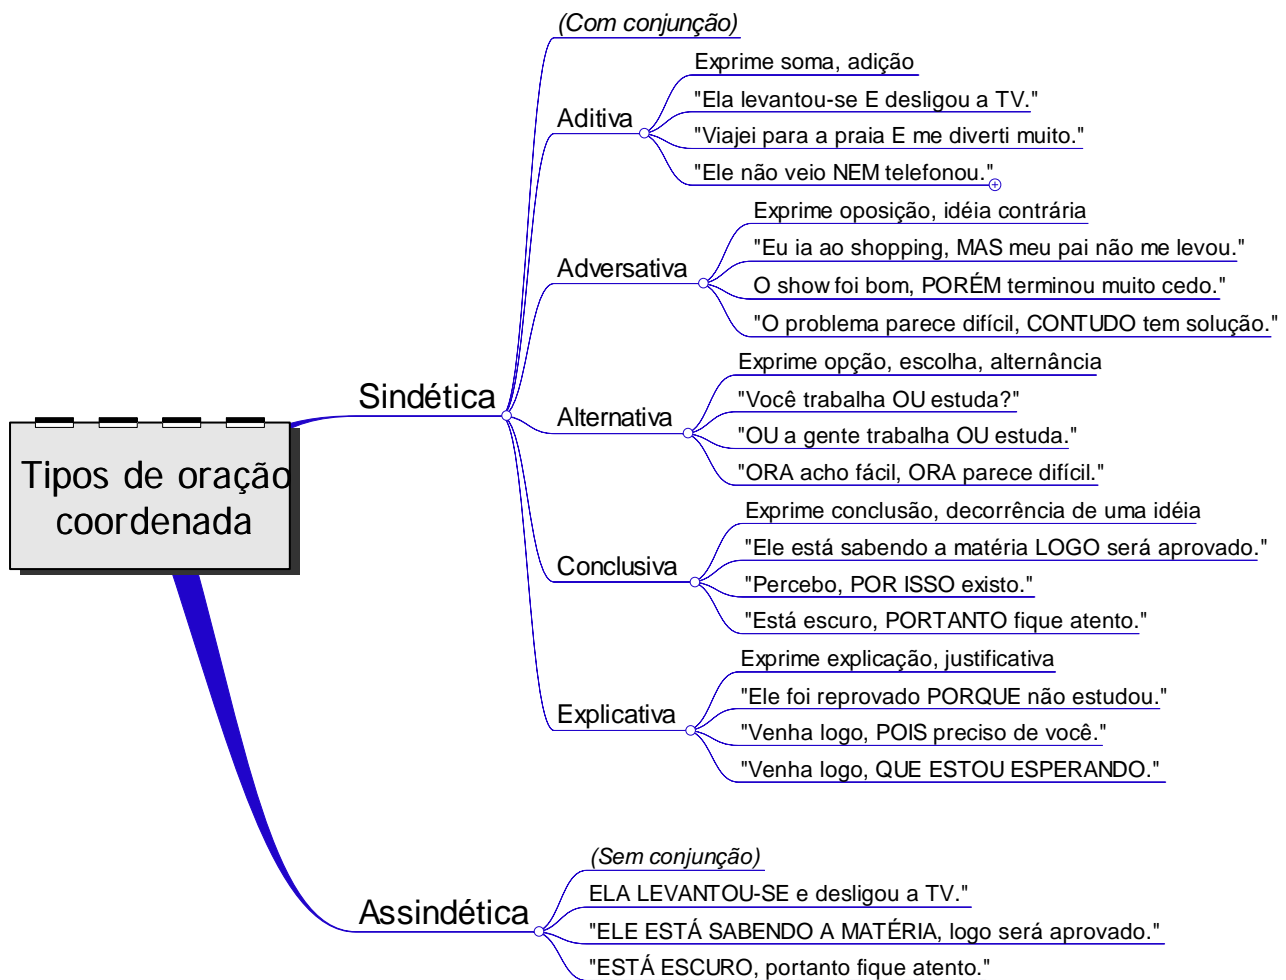 Tipos de oração
coordenada
Sindética
(Com conjunção)
Aditiva
Exprime soma, adição
"Ela levantou-se E desligou a TV."
"Viajei para a praia E me diverti muito."
"Ele não veio NEM telefonou."
Adversativa
Exprime oposição, idéia contrária
"Eu ia ao shopping, MAS meu pai não me levou."
O show foi bom, PORÉM terminou muito cedo."
"O problema parece difícil, CONTUDO tem solução."
Alternativa
Exprime opção, escolha, alternância
"Você trabalha OU estuda?"
"OU a gente trabalha OU estuda."
"ORA acho fácil, ORA parece difícil."
Conclusiva
Exprime conclusão, decorrência de uma idéia
"Ele está sabendo a matéria LOGO será aprovado."
"Percebo, POR ISSO existo."
"Está escuro, PORTANTO fique atento."
Explicativa
Exprime explicação, justificativa
"Ele foi reprovado PORQUE não estudou."
"Venha logo, POIS preciso de você."
"Venha logo, QUE ESTOU ESPERANDO."
Assindética
(Sem conjunção)
ELA LEVANTOU-SE e desligou a TV."
"ELE ESTÁ SABENDO A MATÉRIA, logo será aprovado."
"ESTÁ ESCURO, portanto fique atento."